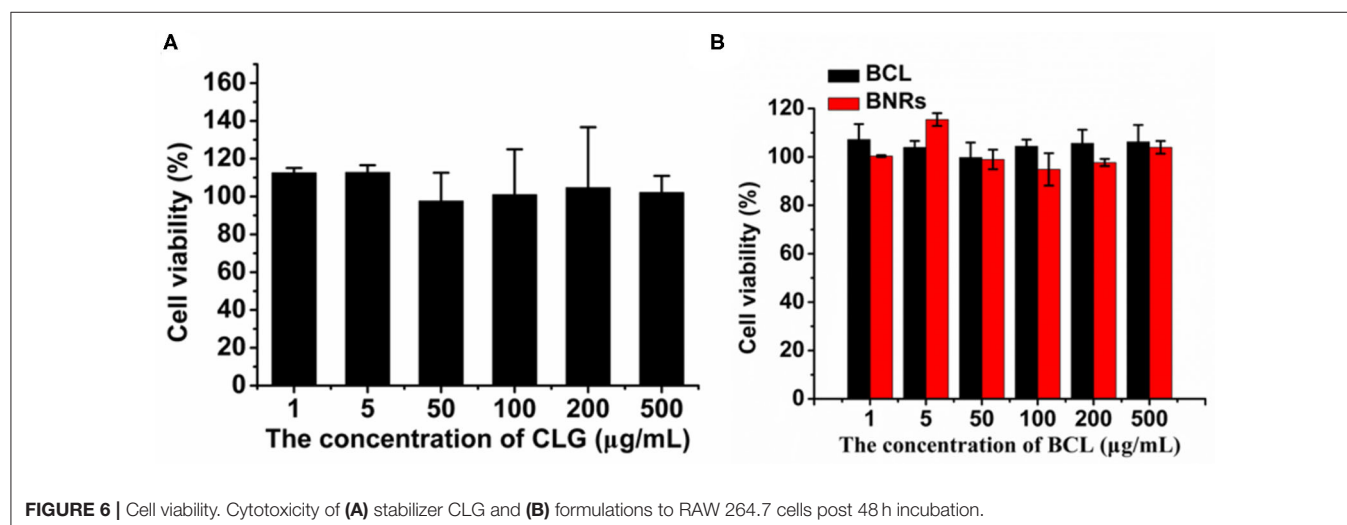 A
160
140
120
100
80
60
40
20
0
Cell viability (%)
1 5 50 100 200 500
The concentration of CLG (µg/mL)
B
BCL
BNRs
120
100
80
60
40
20
0
Cell viability (%)
1 5 50 100 200 500
The concentration of BCL (µg/mL)
FIGURE 6 | Cell viability. Cytotoxicity of (A) stabilizer CLG and (B) formulations to RAW 264.7 cells post 48 h incubation.